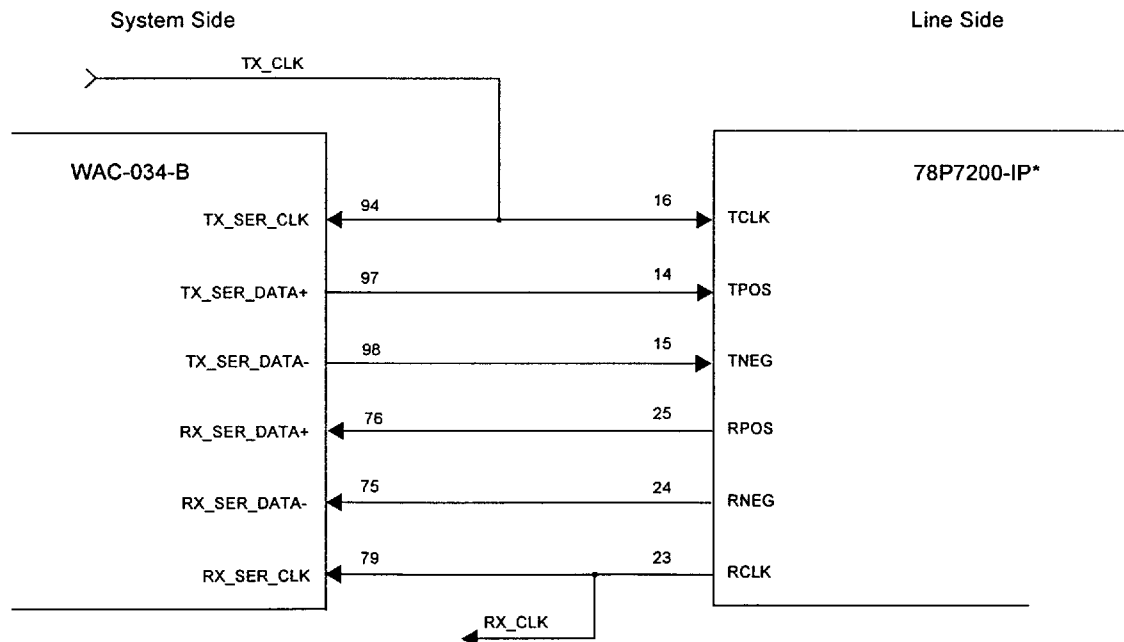 System Side Line Side
TX_CLK
WAC-034-B 78P7200-IP*
TX_SER_CLK 94 16 TCLK
TX_SER_DATA+ 97 14 TPOS
TX_SER_DATA- 98 15 TNEG
RX_SER_DATA+ 76 25 RPOS
RX_SER_DATA- 75 24 RNEG
RX_SER_CLK 79 23 RCLK
RX_CLK